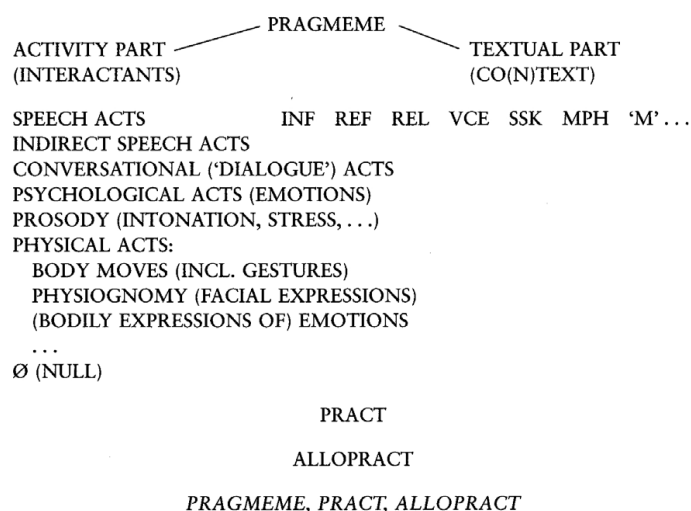 PRAGMEME
ACTIVITY PART TEXTUAL PART
(INTERACTANTS) (CO(N)TEXT)
SPEECH ACTS INF REF REL VCE SSK MPH ‘M’ . . .
INDIRECT SPEECH ACTS
CONVERSATIONAL (‘DIALOGUE’) ACTS
PSYCHOLOGICAL ACTS (EMOTIONS)
PROSODY (INTONATION, STRESS, . . .)
PHYSICAL ACTS:
BODY MOVES (INCL. GESTURES)
PHYSIOGNOMY (FACIAL EXPRESSIONS)
(BODILY EXPRESSIONS OF) EMOTIONS
. . .
Ø (NULL)
PRACT
ALLOPRACT
PRAGMEME, PRACT, ALLOPRACT